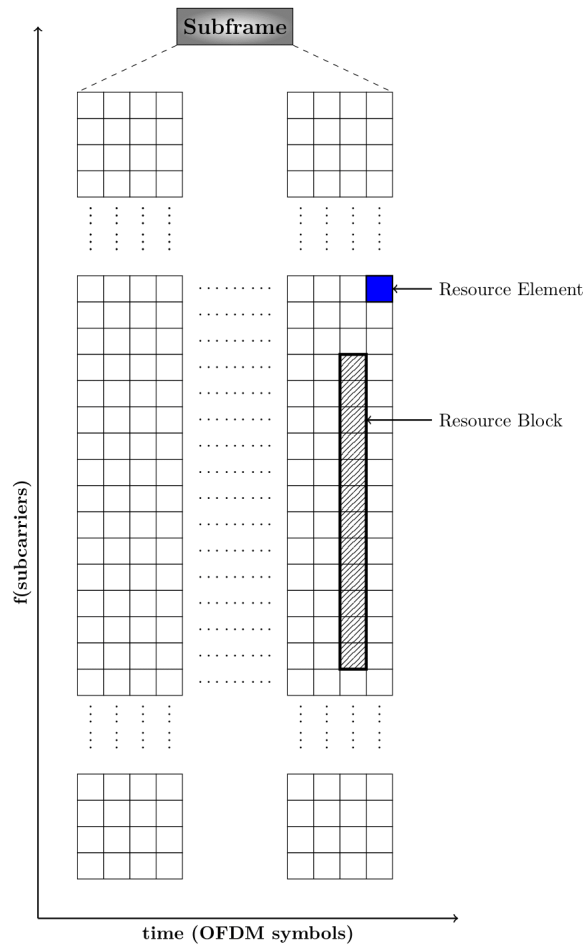 Subframe
Resource Element
Resource Block
f(subcarriers)
time (OFDM symbols)